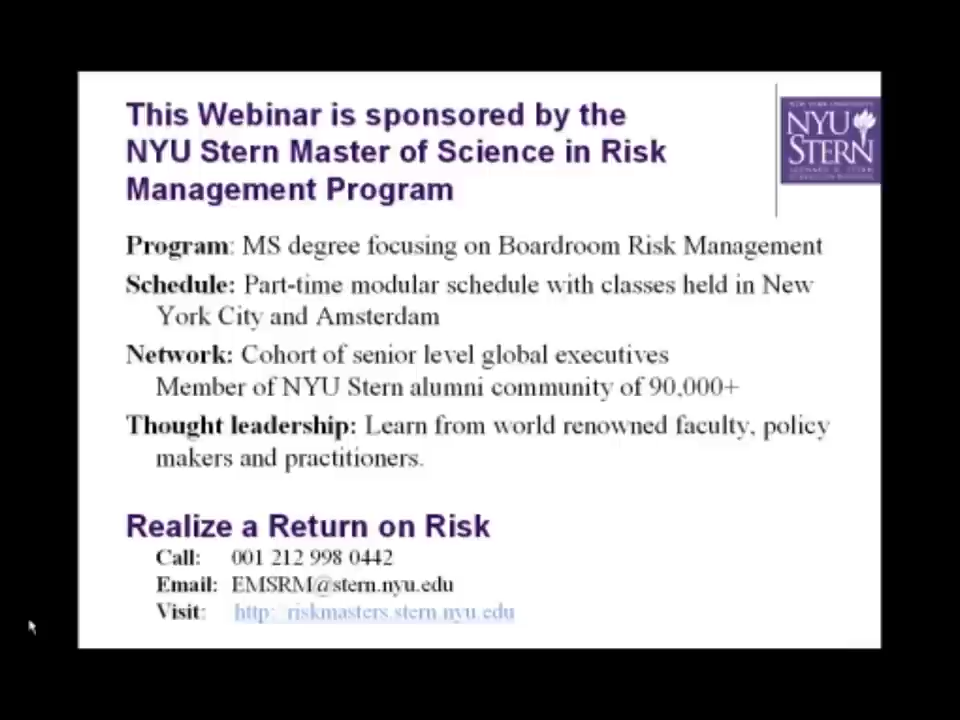 This Webinar is sponsored by the
NYU Stern Master of Science in Risk
Management Program
NYU
STERN
Program: MS degree focusing on Boardroom Risk Management
Schedule: Part-time modular schedule with classes held in New
York City and Amsterdam
Network: Cohort of senior level global executives
Member of NYU Stern alumni community of 90,000+
Thought leadership: Learn from world renowned faculty, policy
makers and practitioners.
Realize a Return on Risk
Call: 001 212 998 0442
Email: EMSRM@stern.nyu.edu
Visit: http://riskmasters.stern.nyu.edu